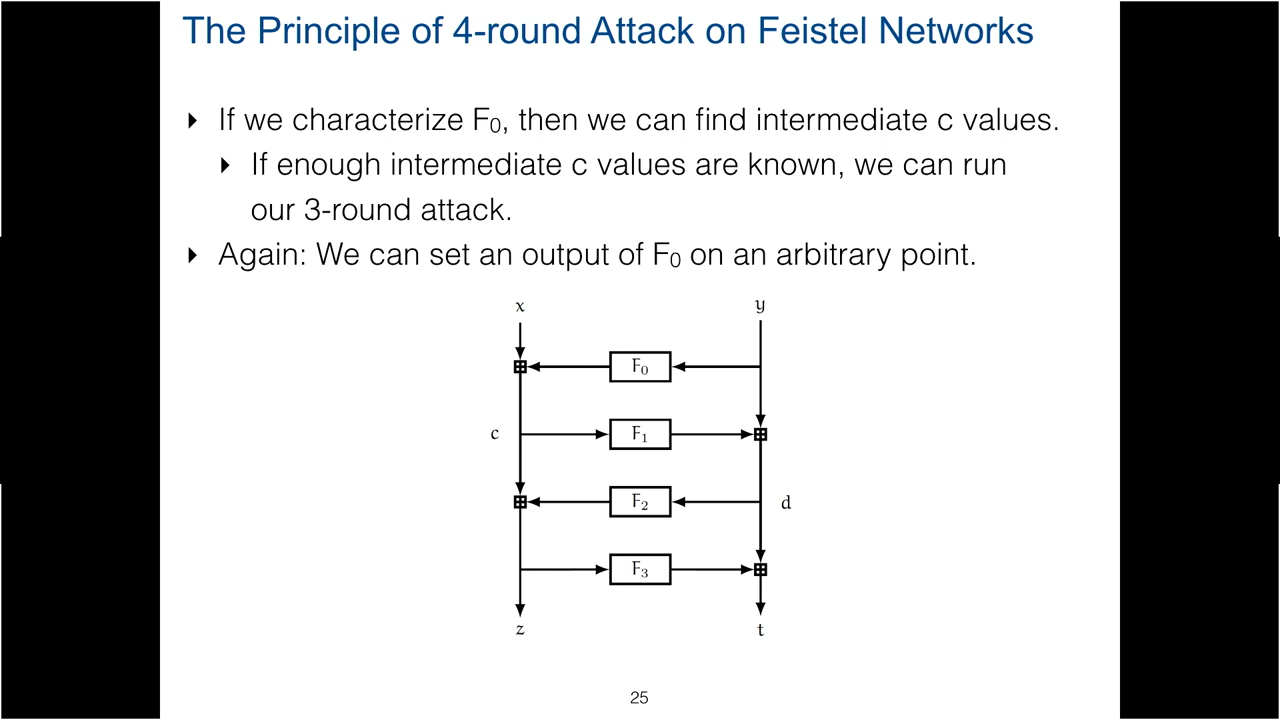 The Principle of 4-round Attack on Feistel Networks
‣ If we characterize F₀, then we can find intermediate c values.
‣ If enough intermediate c values are known, we can run
our 3-round attack.
‣ Again: We can set an output of F₀ on an arbitrary point.
x y
F₀
c F₁
F₂ d
F₃
z t
25